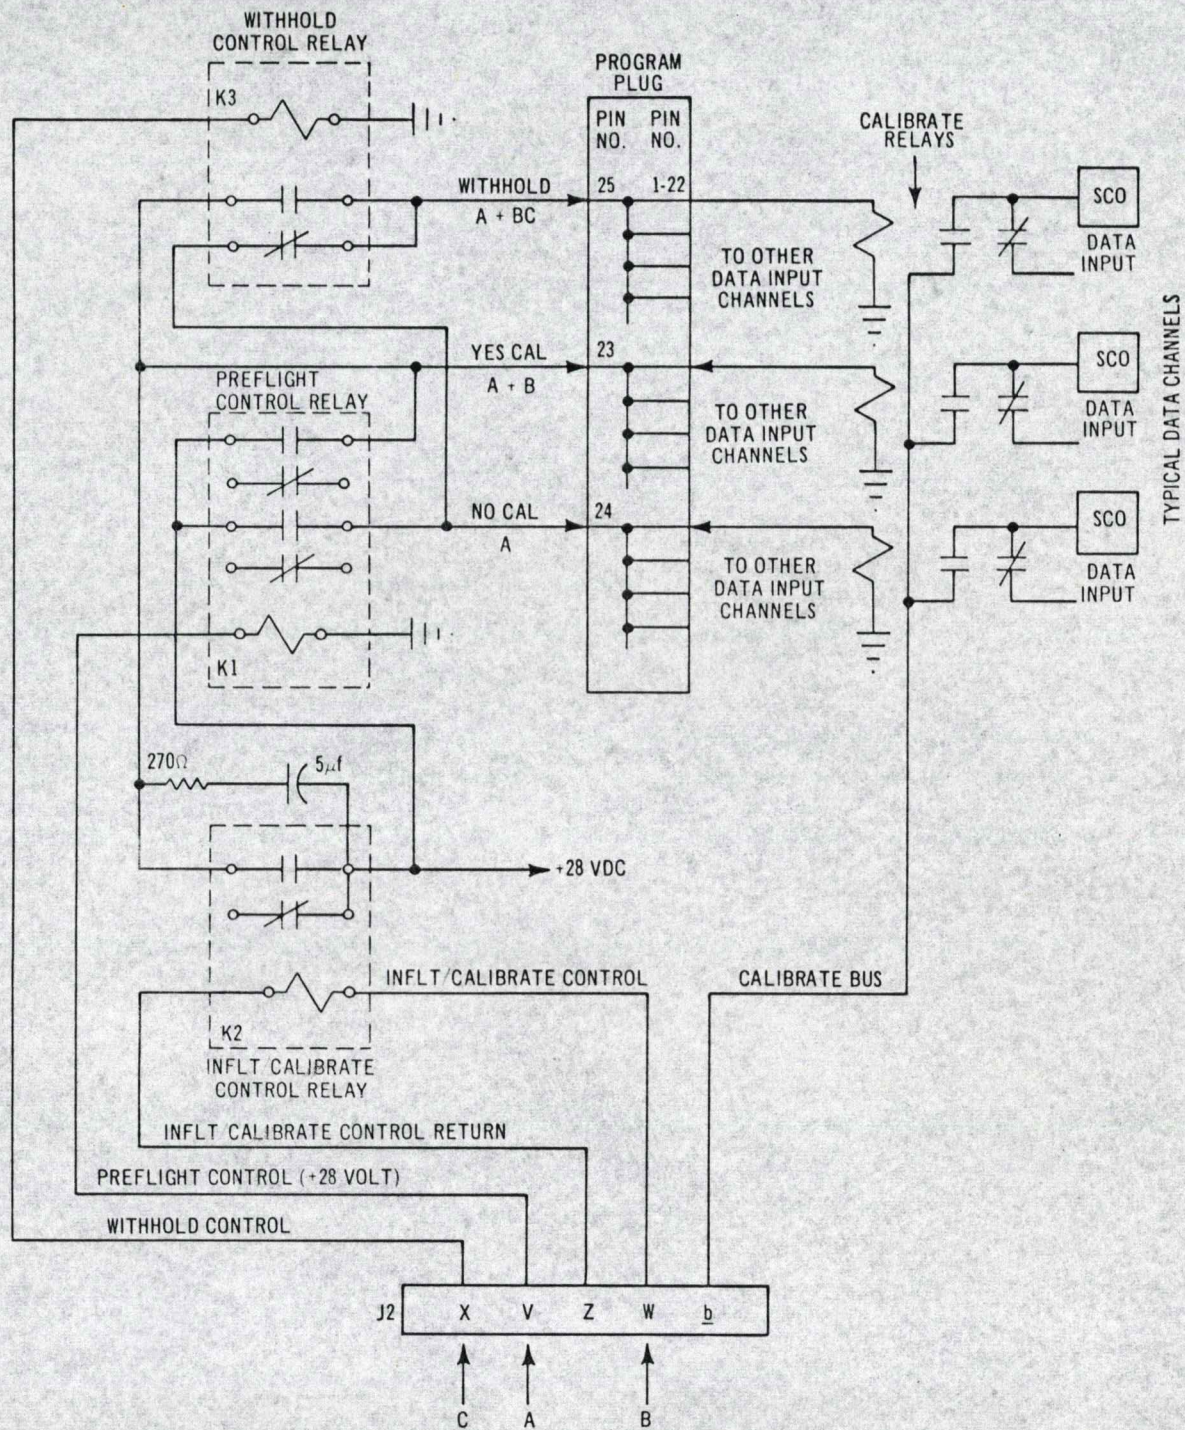 WITHHOLD
CONTROL RELAY
K3
PROGRAM
PLUG
PIN
NO.
PIN
NO.
CALIBRATE
RELAYS
WITHHOLD
A + BC
25
1-22
SCO
DATA
INPUT
TO OTHER
DATA INPUT
CHANNELS
YES CAL
A + B
23
SCO
DATA
INPUT
TYPICAL DATA CHANNELS
PREFLIGHT
CONTROL RELAY
TO OTHER
DATA INPUT
CHANNELS
NO CAL
A
24
SCO
DATA
INPUT
TO OTHER
DATA INPUT
CHANNELS
K1
270Ω
5μf
+28 VDC
INFLT/CALIBRATE CONTROL
CALIBRATE BUS
K2
INFLT CALIBRATE
CONTROL RELAY
INFLT/CALIBRATE CONTROL RETURN
PREFLIGHT CONTROL (+28 VOLT)
WITHHOLD CONTROL
J2
X V Z W b
C A B